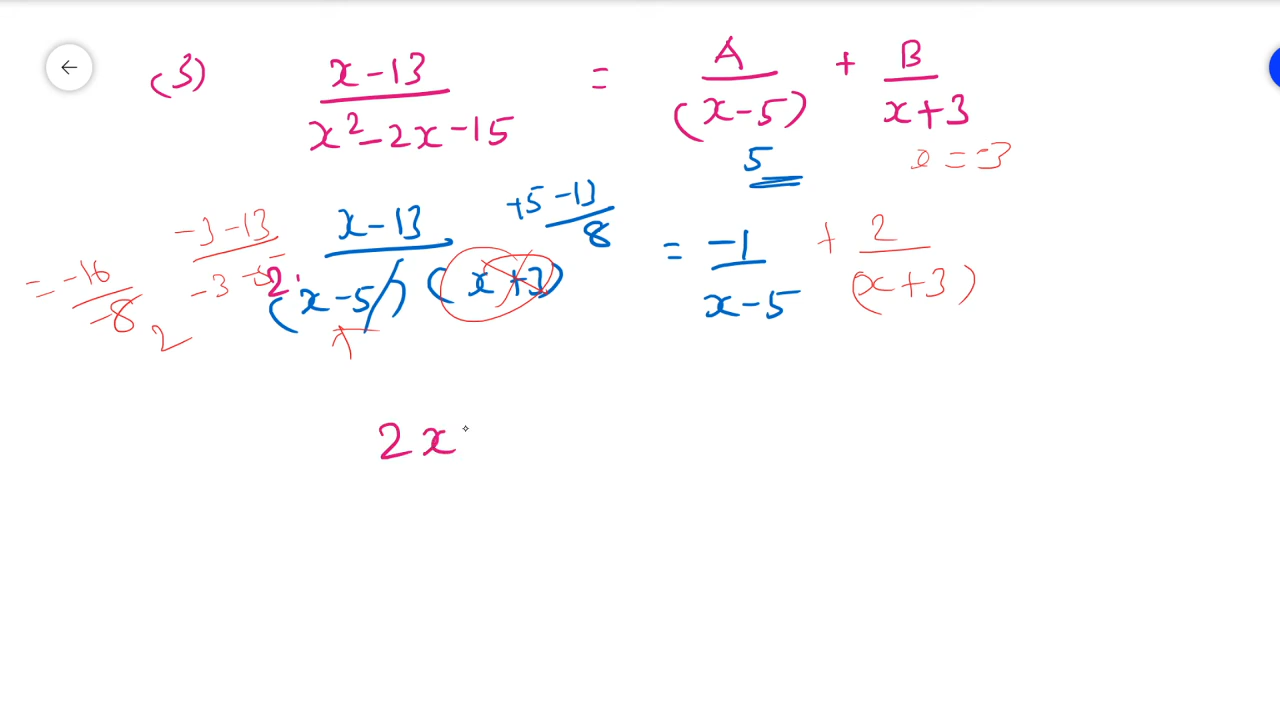 (3) x-13 / x²-2x-15 = A / (x-5) + B / x+3
5 x = -3
= -16 / -8 2 -3-13 / -3-5 x-13 / (x-5) (x+3) +5-13 / 8 = -1 / x-5 + 2 / (x+3)
2x